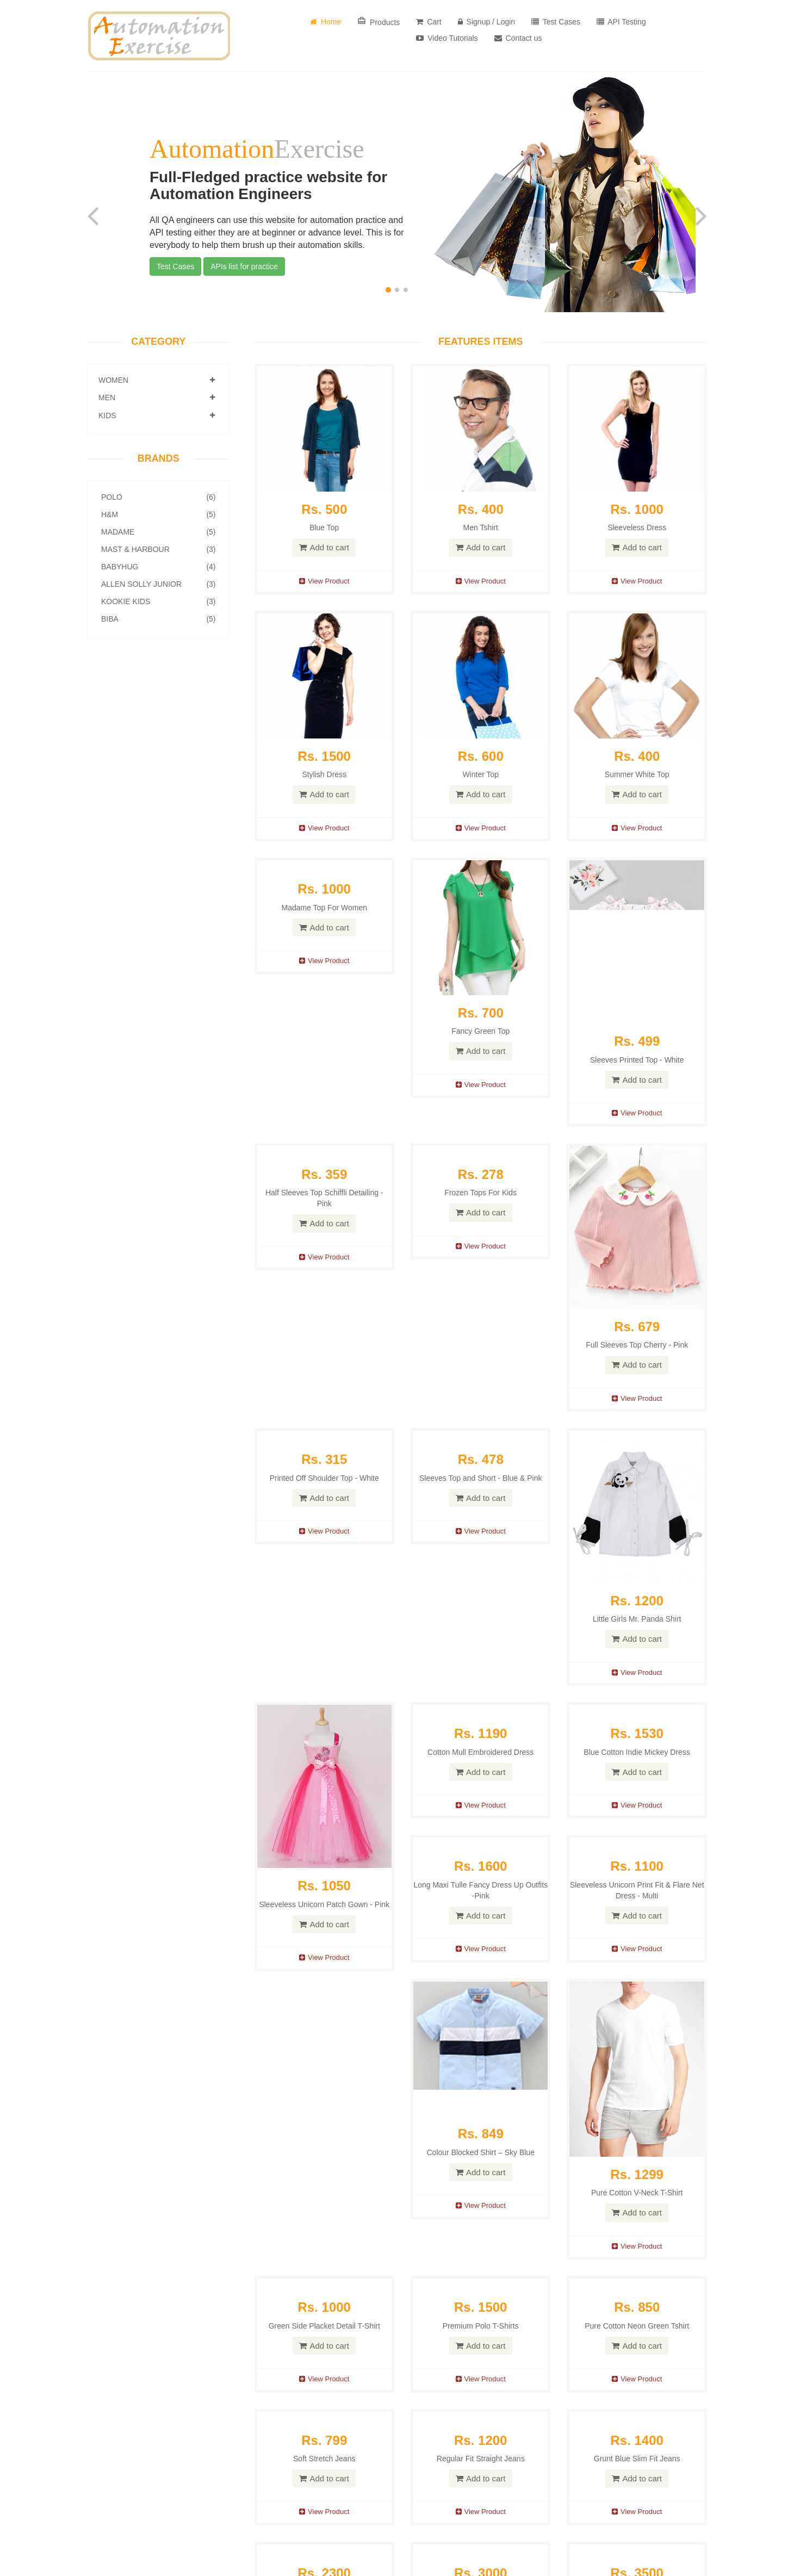 Automation
Exercise
Home Products Cart Signup / Login Test Cases API Testing
Video Tutorials Contact us
AutomationExercise
Full-Fledged practice website for
Automation Engineers
All QA engineers can use this website for automation practice and
API testing either they are at beginner or advance level. This is for
everybody to help them brush up their automation skills.
Test Cases APIs list for practice
CATEGORY
WOMEN
MEN
KIDS
BRANDS
POLO (6)
H&M (5)
MADAME (5)
MAST & HARBOUR (3)
BABYHUG (4)
ALLEN SOLLY JUNIOR (3)
KOOKIE KIDS (3)
BIBA (5)
FEATURES ITEMS
Rs. 500
Blue Top
Add to cart
View Product
Rs. 400
Men Tshirt
Add to cart
View Product
Rs. 1000
Sleeveless Dress
Add to cart
View Product
Rs. 1500
Stylish Dress
Add to cart
View Product
Rs. 600
Winter Top
Add to cart
View Product
Rs. 400
Summer White Top
Add to cart
View Product
Rs. 1000
Madame Top For Women
Add to cart
View Product
Rs. 700
Fancy Green Top
Add to cart
View Product
Rs. 499
Sleeves Printed Top - White
Add to cart
View Product
Rs. 359
Half Sleeves Top Schiffli Detailing -
Pink
Add to cart
View Product
Rs. 278
Frozen Tops For Kids
Add to cart
View Product
Rs. 679
Full Sleeves Top Cherry - Pink
Add to cart
View Product
Rs. 315
Printed Off Shoulder Top - White
Add to cart
View Product
Rs. 478
Sleeves Top and Short - Blue & Pink
Add to cart
View Product
Rs. 1200
Little Girls Mr. Panda Shirt
Add to cart
View Product
Rs. 1050
Sleeveless Unicorn Patch Gown - Pink
Add to cart
View Product
Rs. 1190
Cotton Mull Embroidered Dress
Add to cart
View Product
Rs. 1530
Blue Cotton Indie Mickey Dress
Add to cart
View Product
Rs. 1600
Long Maxi Tulle Fancy Dress Up Outfits
-Pink
Add to cart
View Product
Rs. 1100
Sleeveless Unicorn Print Fit & Flare Net
Dress - Multi
Add to cart
View Product
Rs. 849
Colour Blocked Shirt – Sky Blue
Add to cart
View Product
Rs. 1299
Pure Cotton V-Neck T-Shirt
Add to cart
View Product
Rs. 1000
Green Side Placket Detail T-Shirt
Add to cart
View Product
Rs. 1500
Premium Polo T-Shirts
Add to cart
View Product
Rs. 850
Pure Cotton Neon Green Tshirt
Add to cart
View Product
Rs. 799
Soft Stretch Jeans
Add to cart
View Product
Rs. 1200
Regular Fit Straight Jeans
Add to cart
View Product
Rs. 1400
Grunt Blue Slim Fit Jeans
Add to cart
View Product
Rs. 2300
Rs. 3000
Rs. 3500